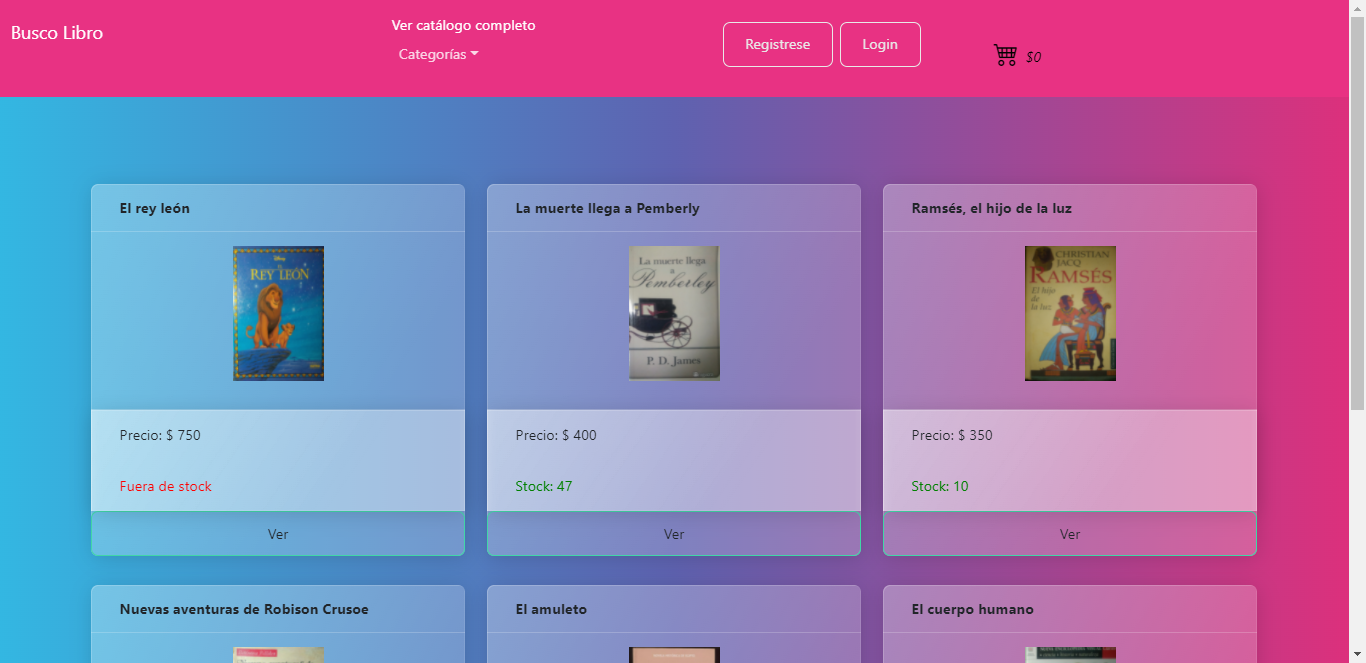 Busco Libro
Ver catálogo completo
Categorías
Registrese
Login
$0
El rey león
La muerte llega a Pemberly
Ramsés, el hijo de la luz
Disney
REY LEÓN
La muerte llega
a
Pemberley
P. D. James
CHRISTIAN
JACQ
RAMSÉS
El hijo
de
la luz
Precio: $ 750
Precio: $ 400
Precio: $ 350
Fuera de stock
Stock: 47
Stock: 10
Ver
Ver
Ver
Nuevas aventuras de Robison Crusoe
El amuleto
El cuerpo humano